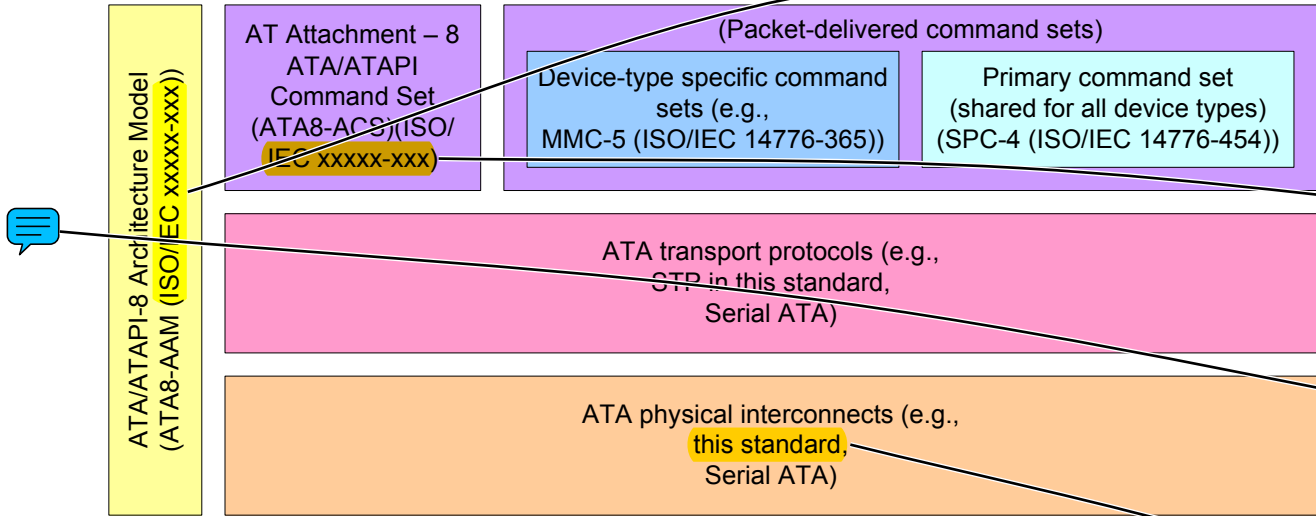 ATA/ATAPI-8 Architecture Model
(ATA8-AAM (ISO/IEC xxxxx-xxx))
AT Attachment – 8
ATA/ATAPI
Command Set
(ATA8-ACS)(ISO/
IEC xxxxx-xxx)
(Packet-delivered command sets)
Device-type specific command
sets (e.g.,
MMC-5 (ISO/IEC 14776-365))
Primary command set
(shared for all device types)
(SPC-4 (ISO/IEC 14776-454))
ATA transport protocols (e.g.,
STP in this standard,
Serial ATA)
ATA physical interconnects (e.g.,
this standard,
Serial ATA)